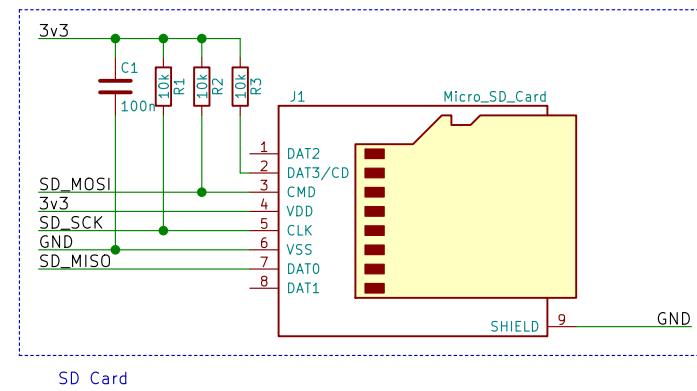 3v3
C1
100n
10k
R1
10k
R2
10k
R3
J1
Micro_SD_Card
1 DAT2
2 DAT3/CD
SD_MOSI 3 CMD
3v3 4 VDD
SD_SCK 5 CLK
GND 6 VSS
SD_MISO 7 DAT0
8 DAT1
SHIELD 9 GND
SD Card